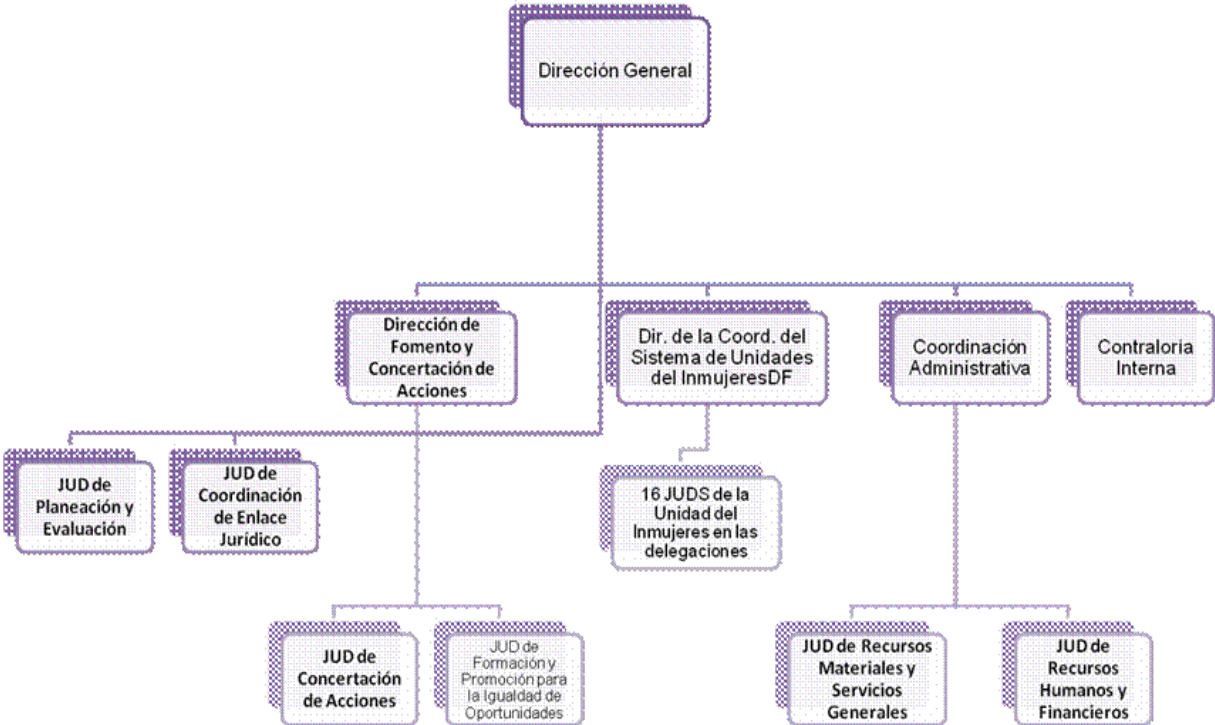 Dirección General
Dirección de
Fomento y
Concertación de
Acciones
Dir. de la Coord. del
Sistema de Unidades
del InmujeresDF
Coordinación
Administrativa
Contraloría
Interna
JUD de
Planeación y
Evaluación
JUD de
Coordinación
de Enlace
Jurídico
16 JUDS de la
Unidad del
Inmujeres en las
delegaciones
JUD de
Concertación
de Acciones
JUD de
Formación y
Promoción para
la Igualdad de
Oportunidades
JUD de Recursos
Materiales y
Servicios
Generales
JUD de
Recursos
Humanos y
Financieros